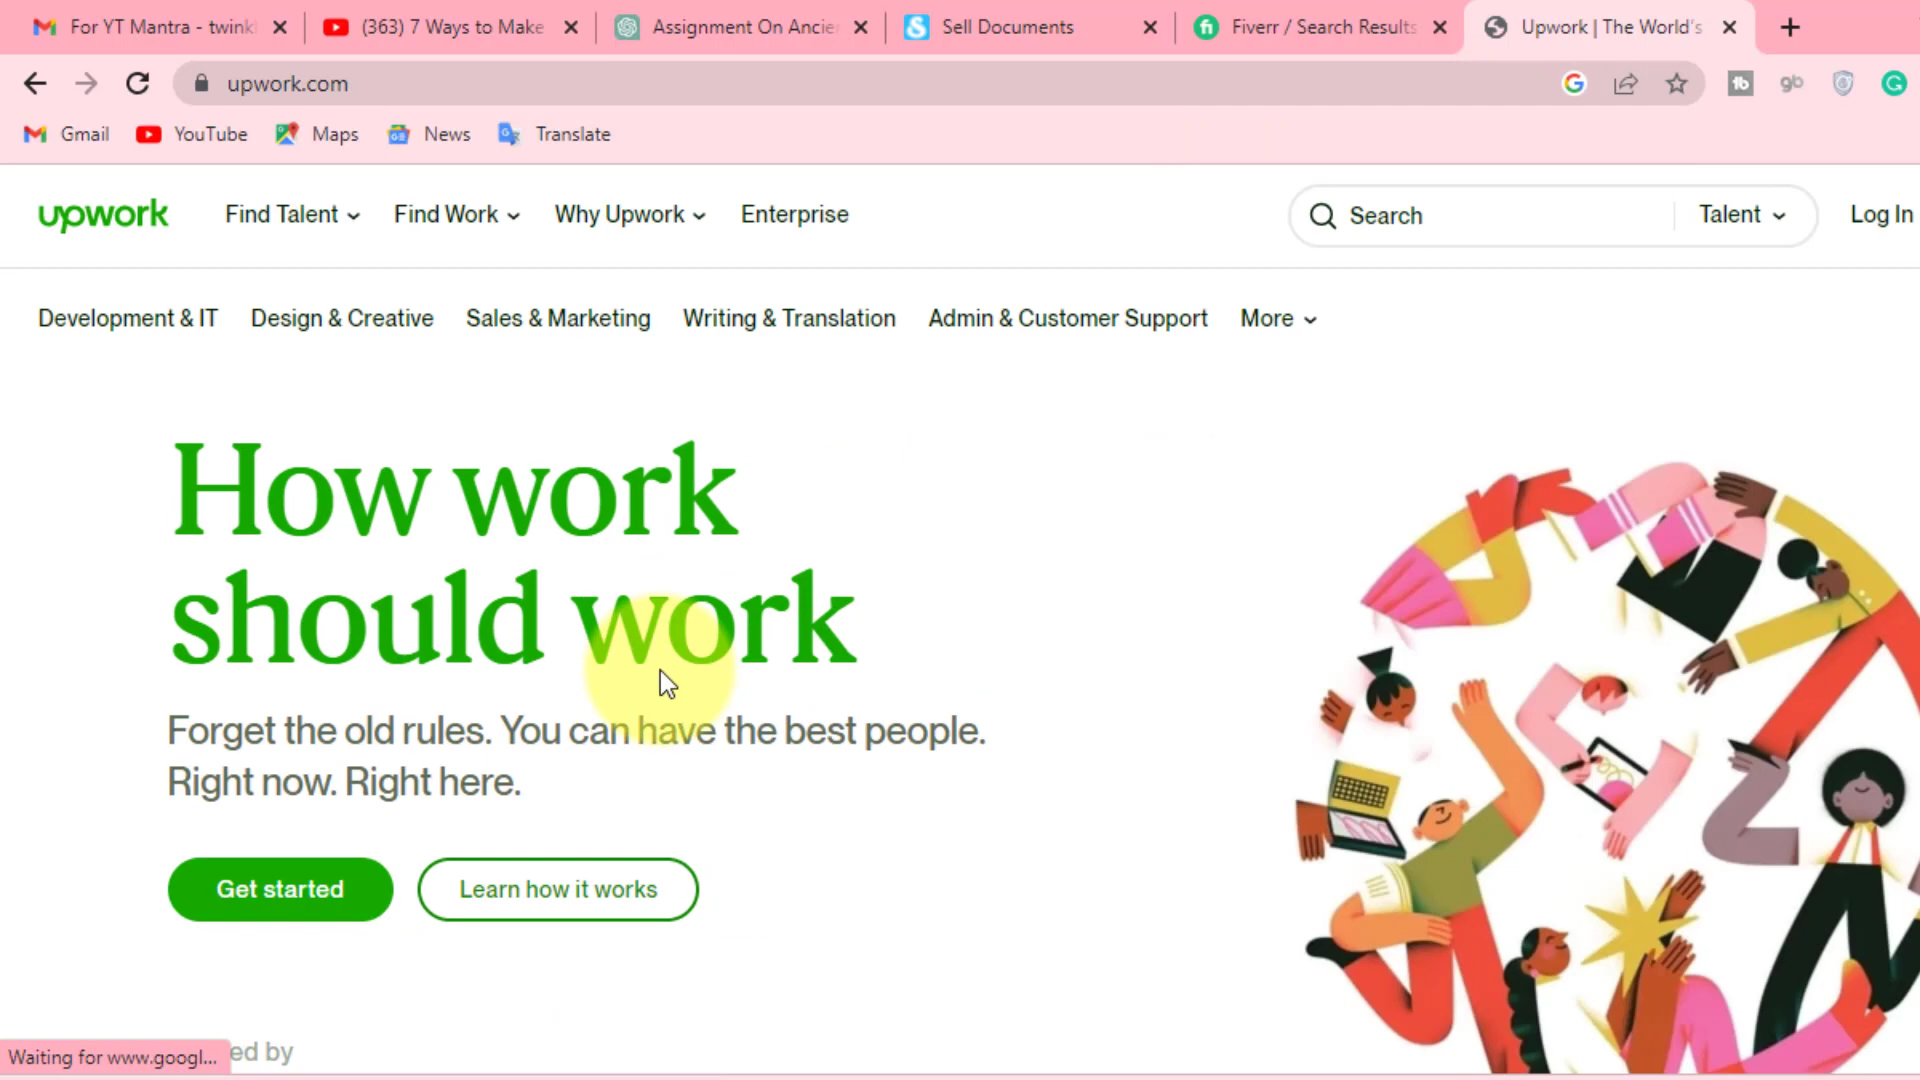 For YT Mantra - twinkl
(363) 7 Ways to Make
Assignment On Ancien
Sell Documents
Fiverr / Search Results
Upwork | The World's
upwork.com
Gmail
YouTube
Maps
News
Translate
upwork
Find Talent
Find Work
Why Upwork
Enterprise
Search
Talent
Log In
Development & IT
Design & Creative
Sales & Marketing
Writing & Translation
Admin & Customer Support
More
How work
should work
Forget the old rules. You can have the best people.
Right now. Right here.
Get started
Learn how it works
Waiting for www.googl...
ed by